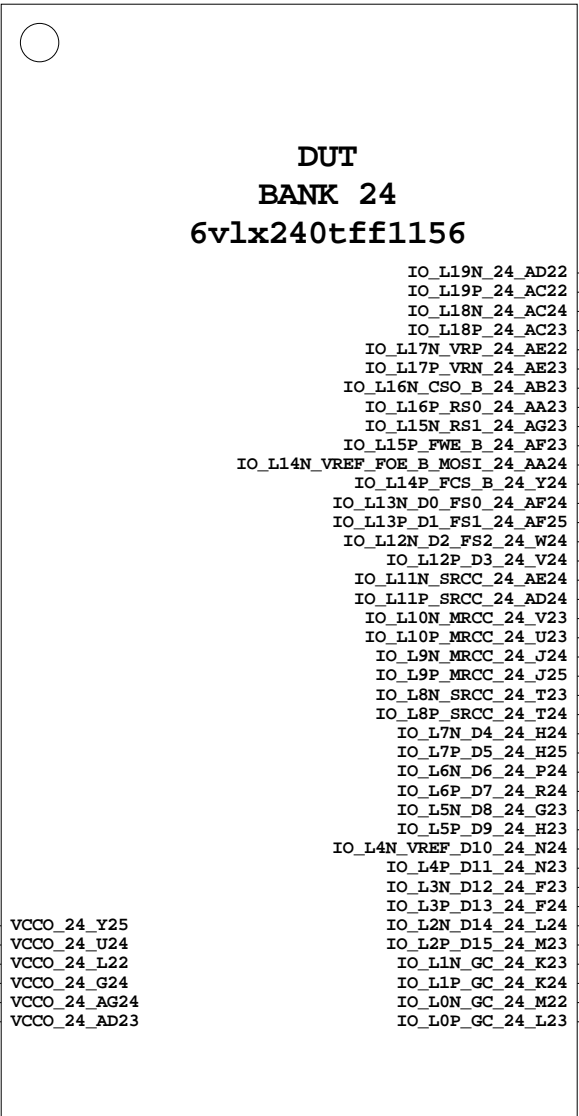 DUT
BANK 24
6vlx240tff1156
IO_L19N_24_AD22
IO_L19P_24_AC22
IO_L18N_24_AC24
IO_L18P_24_AC23
IO_L17N_VRP_24_AE22
IO_L17P_VRN_24_AE23
IO_L16N_CSO_B_24_AB23
IO_L16P_RS0_24_AA23
IO_L15N_RS1_24_AG23
IO_L15P_FWE_B_24_AF23
IO_L14N_VREF_FOE_B_MOSI_24_AA24
IO_L14P_FCS_B_24_Y24
IO_L13N_D0_FS0_24_AF24
IO_L13P_D1_FS1_24_AF25
IO_L12N_D2_FS2_24_W24
IO_L12P_D3_24_V24
IO_L11N_SRCC_24_AE24
IO_L11P_SRCC_24_AD24
IO_L10N_MRCC_24_V23
IO_L10P_MRCC_24_U23
IO_L9N_MRCC_24_J24
IO_L9P_MRCC_24_J25
IO_L8N_SRCC_24_T23
IO_L8P_SRCC_24_T24
IO_L7N_D4_24_H24
IO_L7P_D5_24_H25
IO_L6N_D6_24_P24
IO_L6P_D7_24_R24
IO_L5N_D8_24_G23
IO_L5P_D9_24_H23
IO_L4N_VREF_D10_24_N24
IO_L4P_D11_24_N23
IO_L3N_D12_24_F23
IO_L3P_D13_24_F24
VCCO_24_Y25 IO_L2N_D14_24_L24
VCCO_24_U24 IO_L2P_D15_24_M23
VCCO_24_L22 IO_L1N_GC_24_K23
VCCO_24_G24 IO_L1P_GC_24_K24
VCCO_24_AG24 IO_L0N_GC_24_M22
VCCO_24_AD23 IO_L0P_GC_24_L23